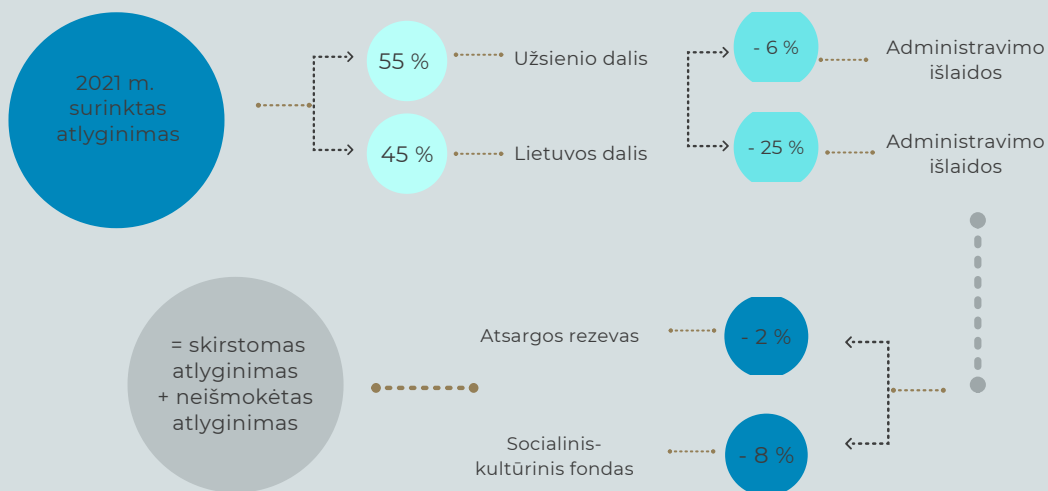 2021 m.
surinktas
atlyginimas
55 %
Užsienio dalis
45 %
Lietuvos dalis
- 6 %
Administravimo
išlaidos
- 25 %
Administravimo
išlaidos
- 2 %
Atsargos rezevas
- 8 %
Socialinis-
kultūrinis fondas
= skirstomas
atlyginimas
+ neišmokėtas
atlyginimas